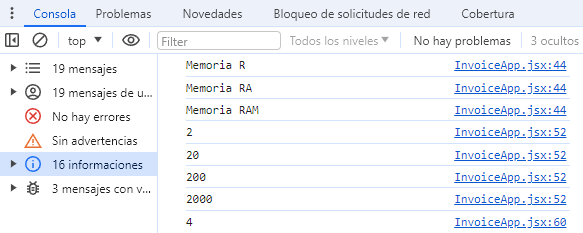 Consola Problemas Novedades Bloqueo de solicitudes de red Cobertura
top Filter Todos los niveles No hay problemas 3 ocultos
19 mensajes
19 mensajes de u...
No hay errores
Sin advertencias
16 informaciones
3 mensajes con v...
Memoria R InvoiceApp.jsx:44
Memoria RA InvoiceApp.jsx:44
Memoria RAM InvoiceApp.jsx:44
2 InvoiceApp.jsx:52
20 InvoiceApp.jsx:52
200 InvoiceApp.jsx:52
2000 InvoiceApp.jsx:52
4 InvoiceApp.jsx:60